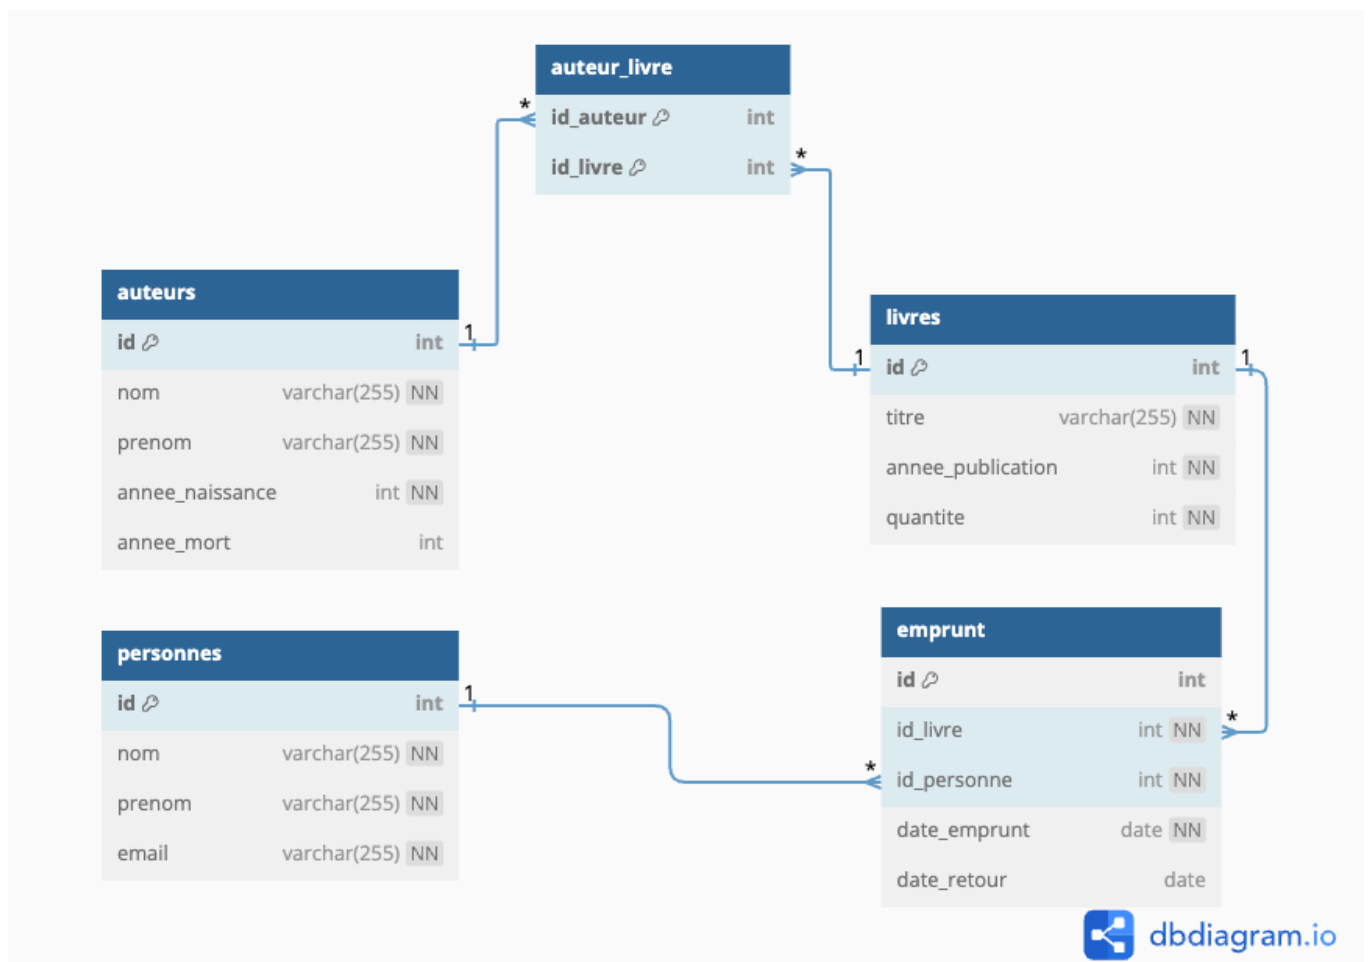 auteur_livre
id_auteur int
id_livre int
*
*
auteurs
id int
nom varchar(255) NN
prenom varchar(255) NN
annee_naissance int NN
annee_mort int
1
livres
id int
titre varchar(255) NN
annee_publication int NN
quantite int NN
1
1
personnes
id int
nom varchar(255) NN
prenom varchar(255) NN
email varchar(255) NN
1
emprunt
id int
id_livre int NN
id_personne int NN
date_emprunt date NN
date_retour date
*
*
dbdiagram.io